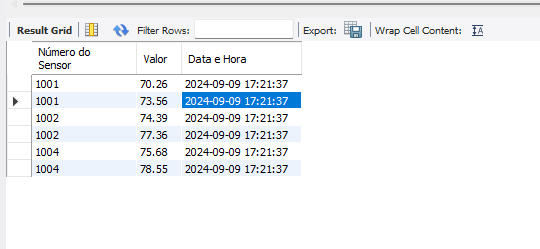 Result Grid Filter Rows: Export: Wrap Cell Content: IA
Número do Sensor Valor Data e Hora
1001 70.26 2024-09-09 17:21:37
1001 73.56 2024-09-09 17:21:37
1002 74.39 2024-09-09 17:21:37
1002 77.36 2024-09-09 17:21:37
1004 75.68 2024-09-09 17:21:37
1004 78.55 2024-09-09 17:21:37